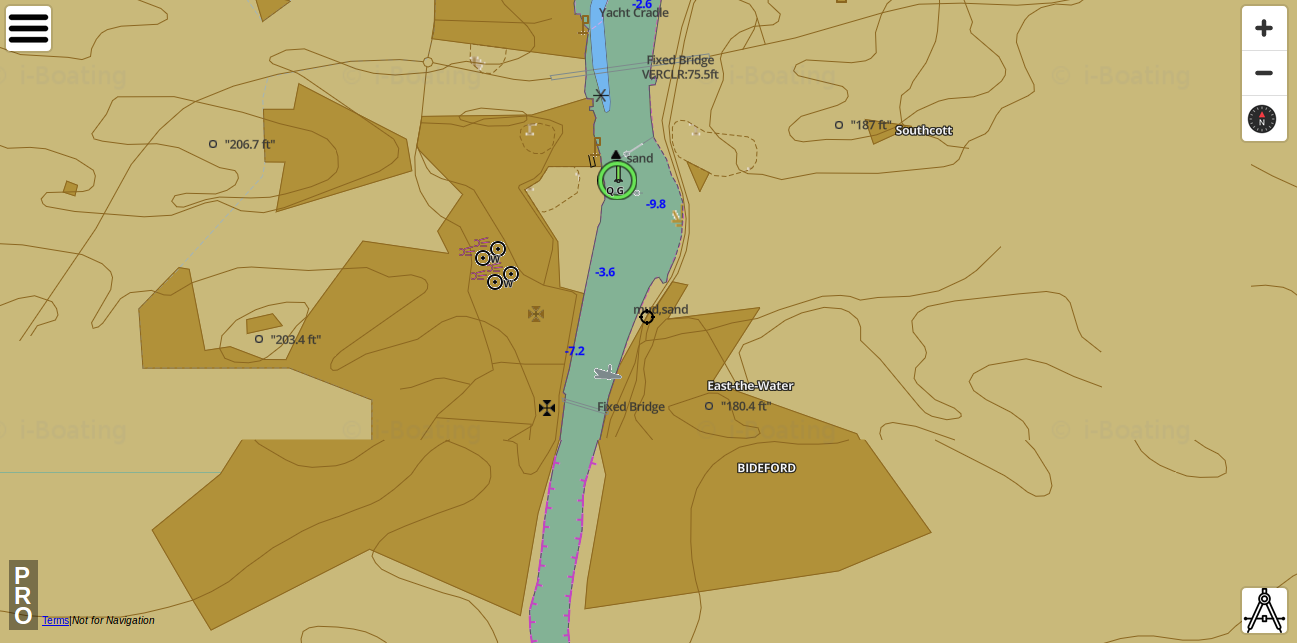 -2.6
Yacht Cradle
Fixed Bridge
VERCLR:75.5ft
© i-Boating
© i-Boating
© i-Boating
© i-Boating
"187 ft"
Southcott
"206.7 ft"
sand
Q.G
-9.8
W
-3.6
W
mud,sand
"203.4 ft"
-7.2
East-the-Water
Fixed Bridge
"180.4 ft"
© i-Boating
© i-Boating
© i-Boating
© i-Boating
BIDEFORD
N
PRO
Terms|Not for Navigation